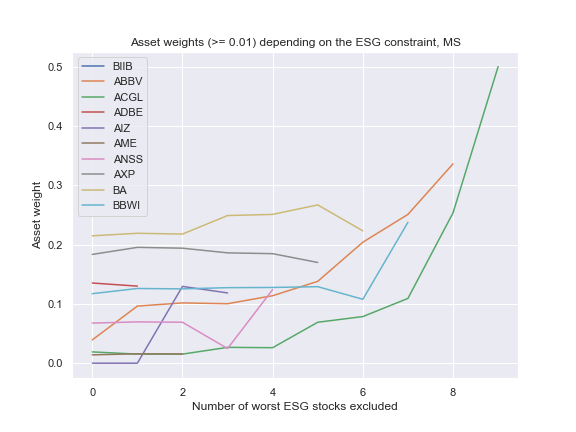 Asset weights (>= 0.01) depending on the ESG constraint, MS
BIIB
ABBV
ACGL
ADBE
AIZ
AME
ANSS
AXP
BA
BBWI
0.5
0.4
0.3
0.2
0.1
0.0
Asset weight
0 2 4 6 8
Number of worst ESG stocks excluded